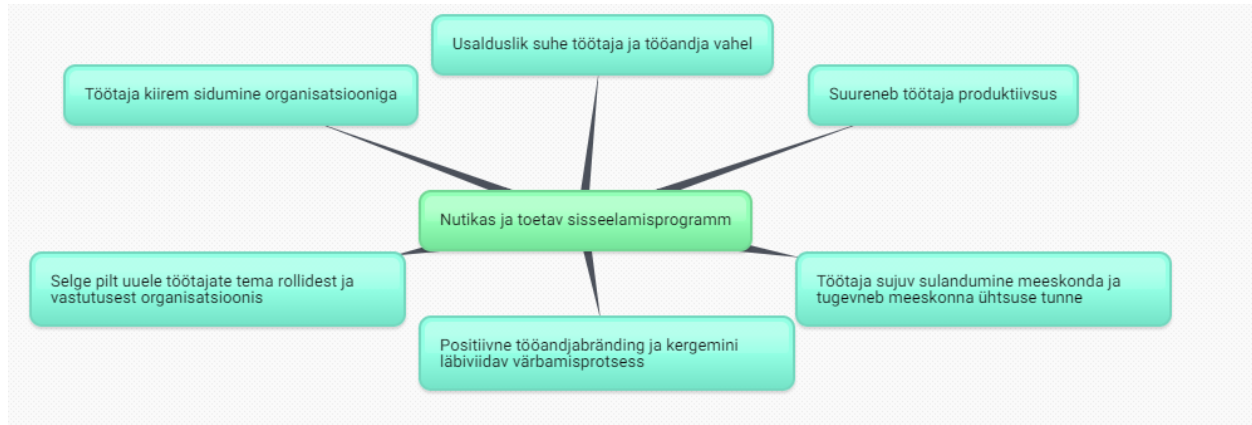 Usalduslik suhe töötaja ja tööandja vahel
Töötaja kiirem sidumine organisatsiooniga
Suureneb töötaja produktiivsus
Nutikas ja toetav sisseelamisprogramm
Selge pilt uuele töötajate tema rollidest ja
vastutusest organisatsioonis
Töötaja sujuv sulandumine meeskonda ja
tugevneb meeskonna ühtsuse tunne
Positiivne tööandjabränding ja kergemini
läbiviidav värbamisprotsess